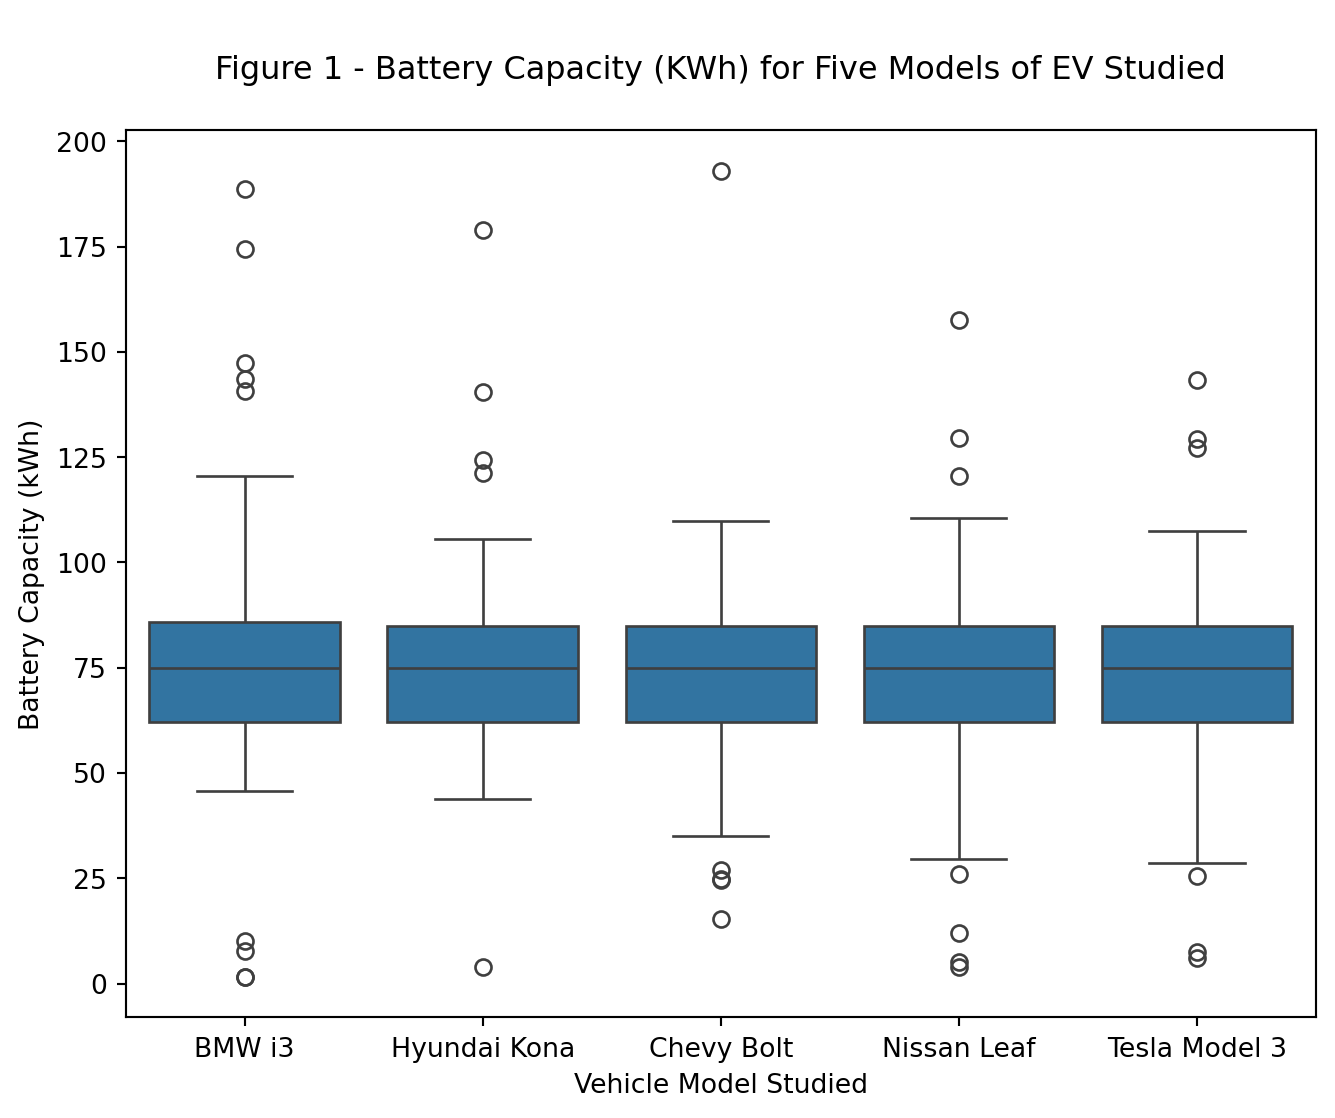 Figure 1 - Battery Capacity (KWh) for Five Models of EV Studied
200
175
150
125
100
75
50
25
0
Battery Capacity (kWh)
BMW i3
Hyundai Kona
Chevy Bolt
Nissan Leaf
Tesla Model 3
Vehicle Model Studied